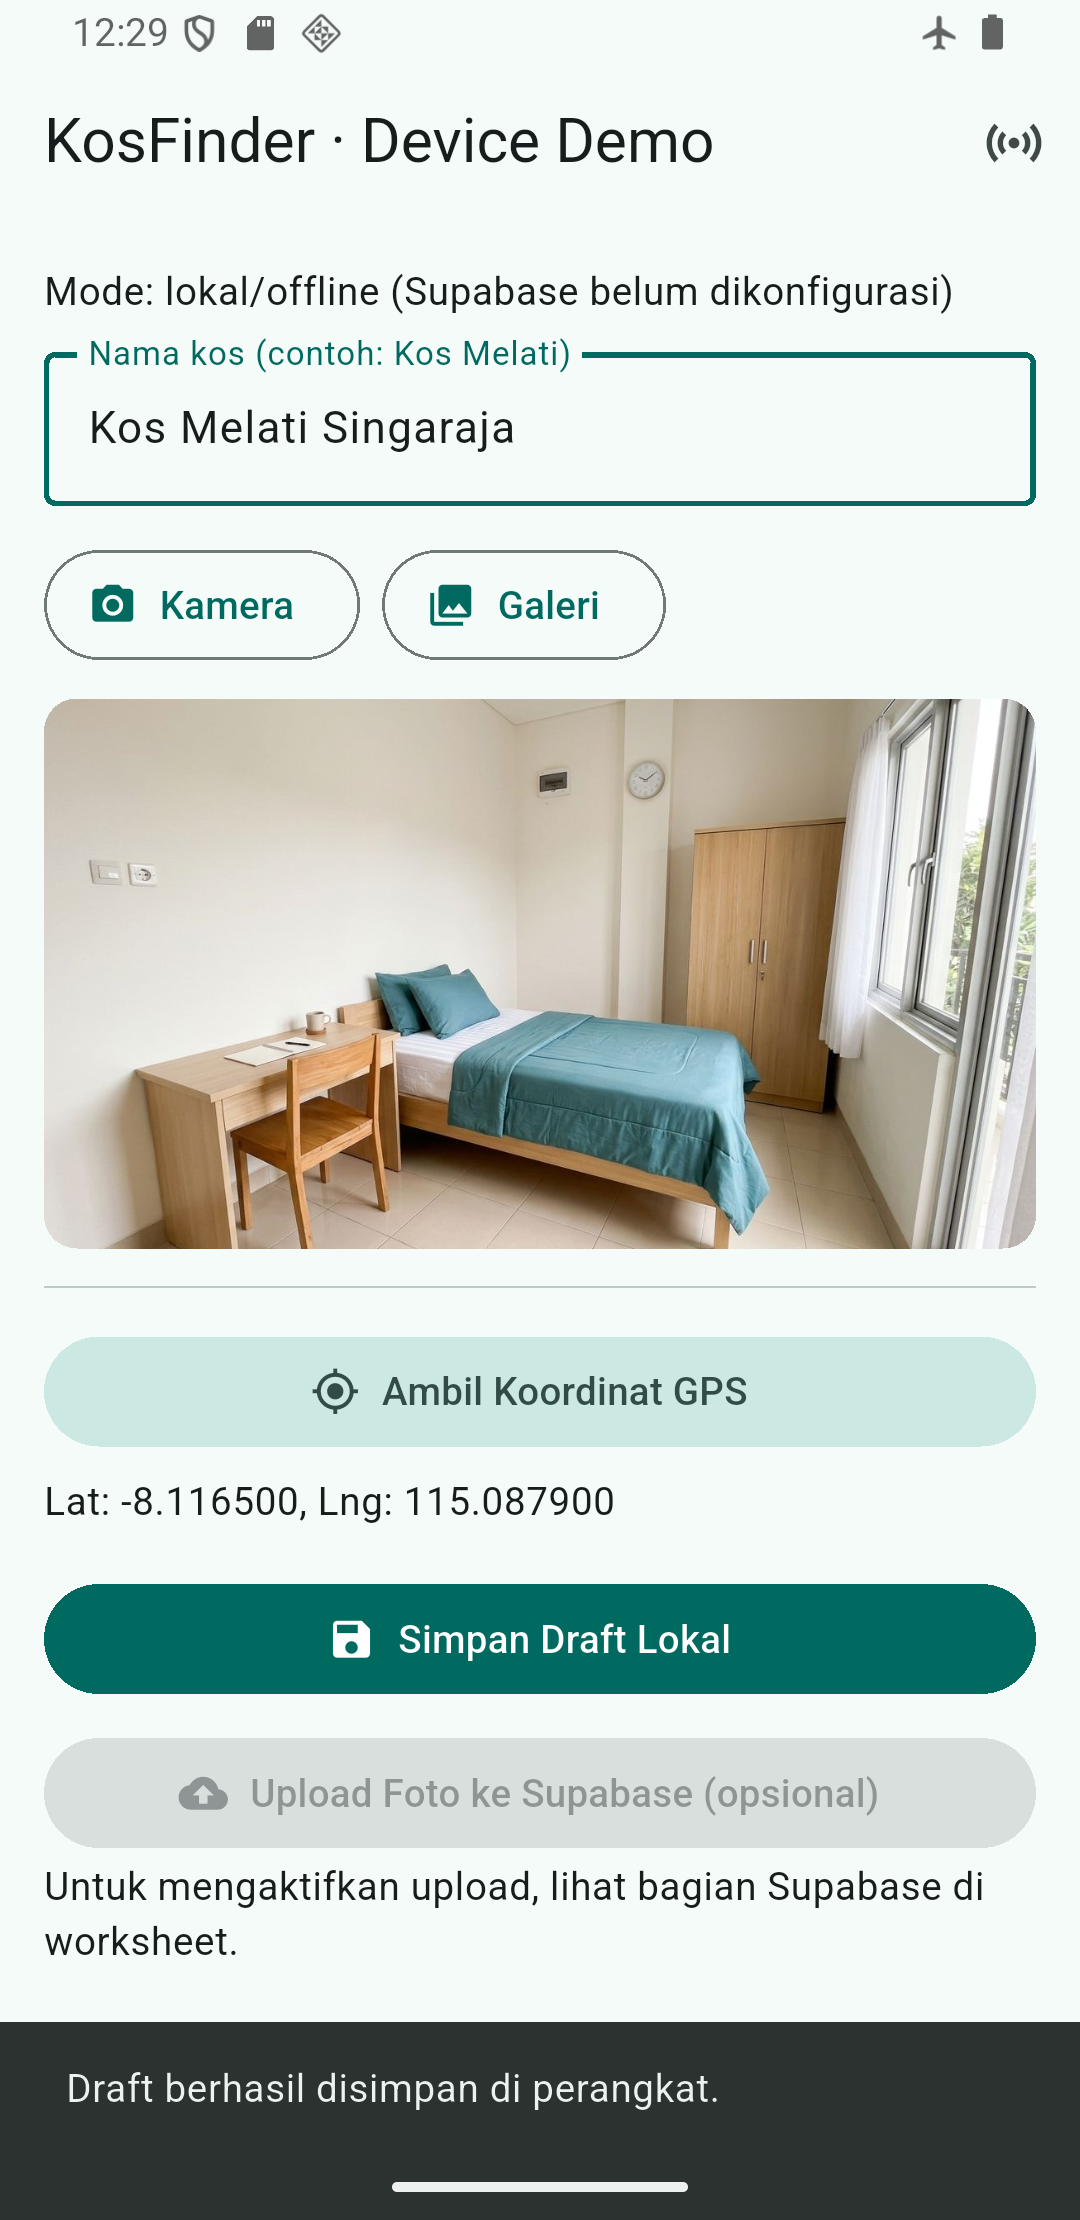 12:29
KosFinder · Device Demo
Mode: lokal/offline (Supabase belum dikonfigurasi)
Nama kos (contoh: Kos Melati)
Kos Melati Singaraja
Kamera
Galeri
Ambil Koordinat GPS
Lat: -8.116500, Lng: 115.087900
Simpan Draft Lokal
Upload Foto ke Supabase (opsional)
Untuk mengaktifkan upload, lihat bagian Supabase di
worksheet.
Draft berhasil disimpan di perangkat.